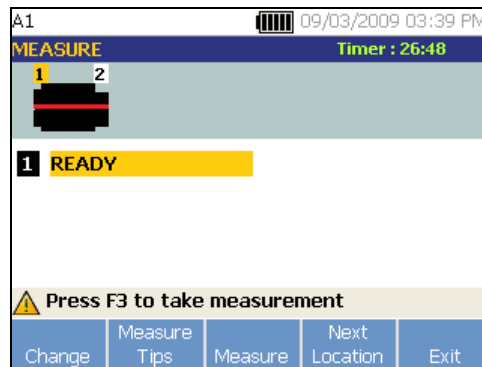 A1 09/03/2009 03:39 PM
MEASURE Timer : 26:48
1 2
1 READY
Press F3 to take measurement
Change Measure Tips Measure Next Location Exit